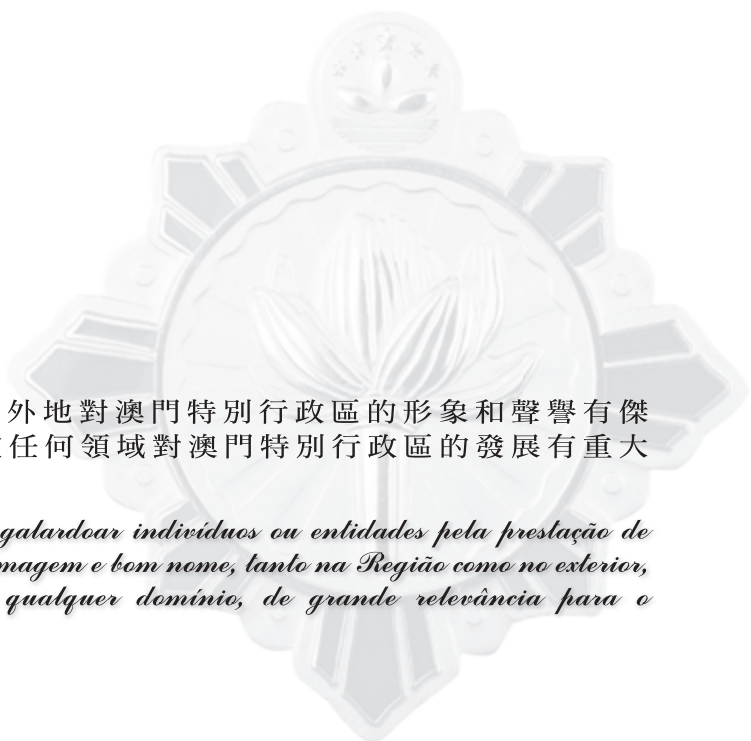 外地對澳門特別行政區的形象和聲譽有傑
任何領域對澳門特別行政區的發展有重大
galardoar indivíduos ou entidades pela prestação de
magem e bom nome, tanto na Região como no exterior,
qualquer domínio, de grande relevância para o